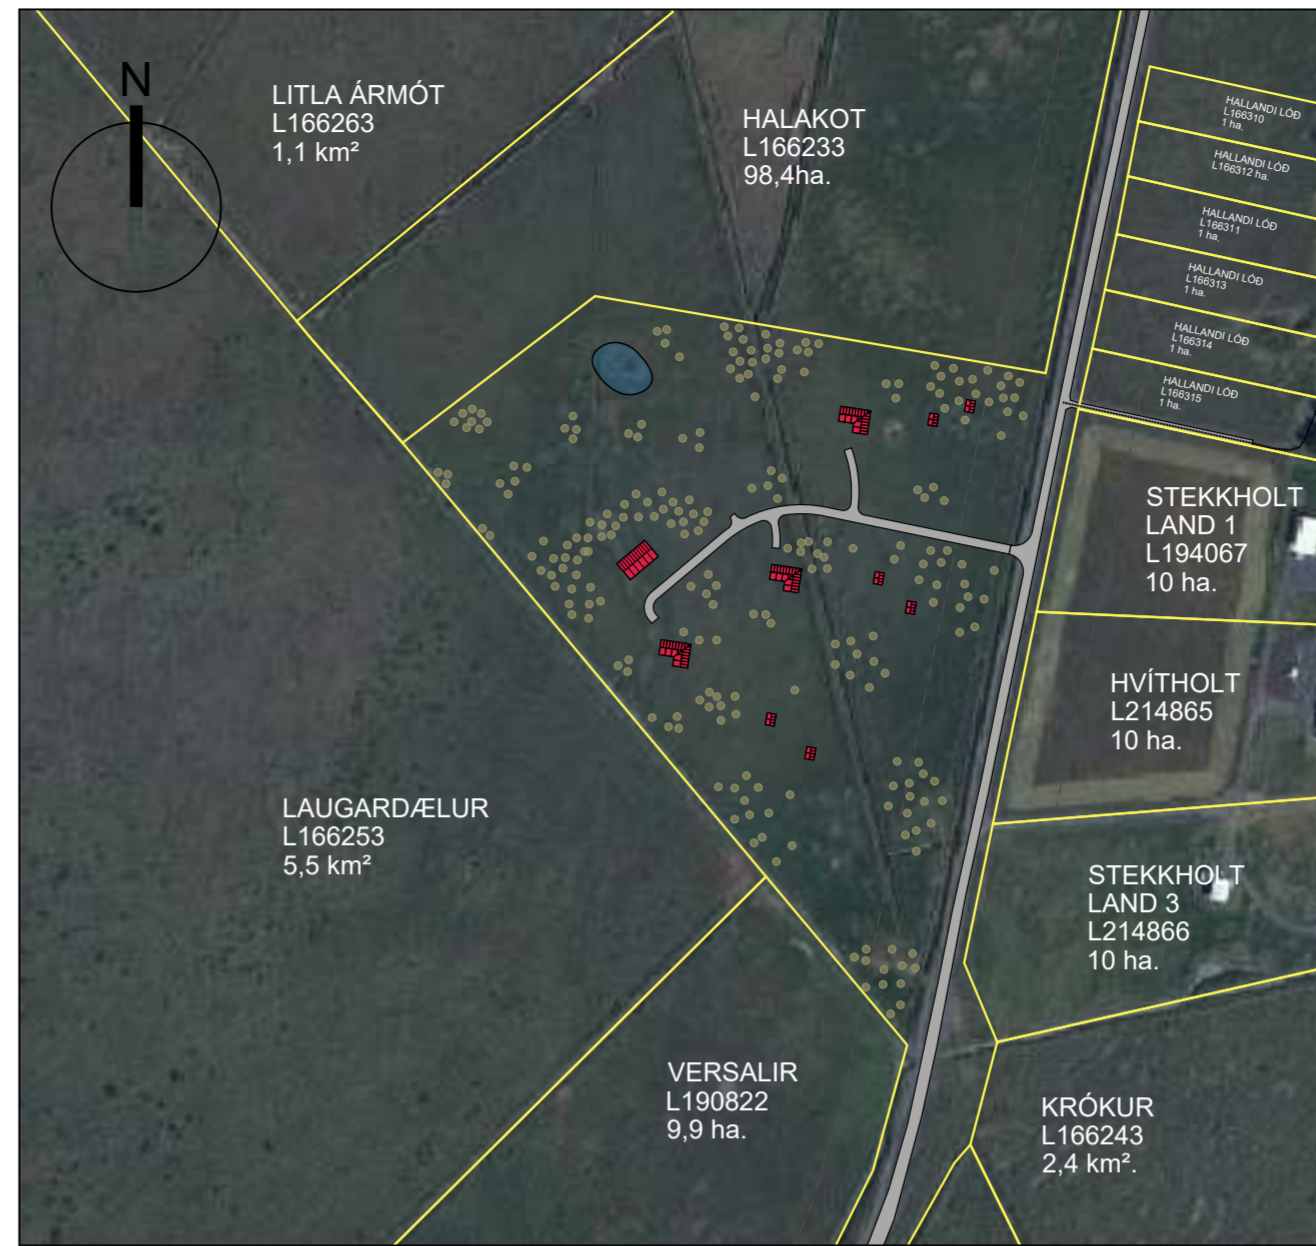 N
LITLA ÁRMÓT
L166263
1,1 km²
HALAKOT
L166233
98,4ha.
HALLANDI LÓÐ
L166310
1 ha.
HALLANDI LÓÐ
L166312 ha.
HALLANDI LÓÐ
L166311
1 ha.
HALLANDI LÓÐ
L166313
1 ha.
HALLANDI LÓÐ
L166314
1 ha.
HALLANDI LÓÐ
L166315
1 ha.
STEKKHOLT
LAND 1
L194067
10 ha.
HVÍTHOLT
L214865
10 ha.
LAUGARDÆLUR
L166253
5,5 km²
STEKKHOLT
LAND 3
L214866
10 ha.
VERSALIR
L190822
9,9 ha.
KRÓKUR
L166243
2,4 km².